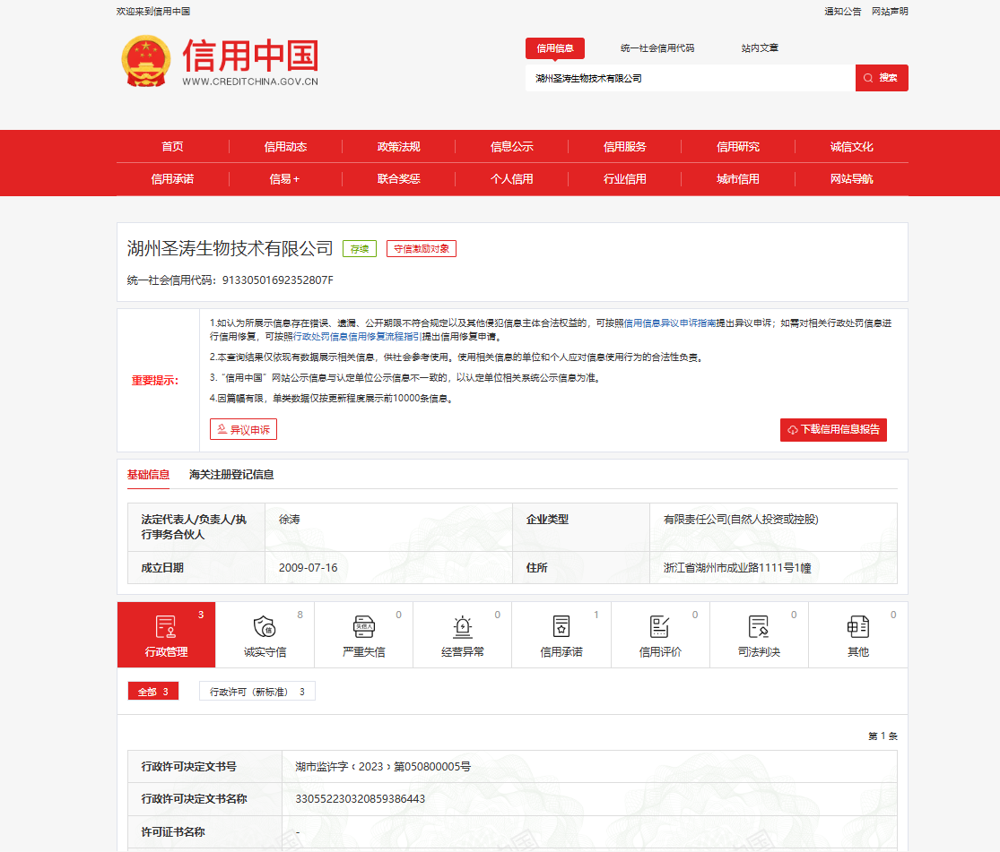 欢迎来到信用中国
通知公告 网站声明
信用中国
WWW.CREDITCHINA.GOV.CN
信用信息 统一社会信用代码 站内文章
湖州圣涛生物技术有限公司 搜索
首页 信用动态 政策法规 信息公示 信用服务 信用研究 诚信文化
信用承诺 信易+ 联合奖惩 个人信用 行业信用 城市信用 网站导航
湖州圣涛生物技术有限公司 存续 守信激励对象
统一社会信用代码：91330501692352807F
重要提示：
1.如认为所展示信息存在错误、遗漏、公开期限不符合规定以及其他侵犯信息主体合法权益的，可按照信用信息异议申诉指南提出异议申诉；如需对相关行政处罚信息进
行信用修复，可按照行政处罚信息信用修复流程指引提出信用修复申请。
2.本查询结果仅依现有数据展示相关信息，供社会参考使用。使用相关信息的单位和个人应对信息使用行为的合法性负责。
3.“信用中国”网站公示信息与认定单位公示信息不一致的，以认定单位相关系统公示信息为准。
4.因篇幅有限，单类数据仅按更新程度展示前10000条信息。
异议申诉
下载信用信息报告
基础信息 海关注册登记信息
法定代表人/负责人/执
行事务合伙人
徐涛
企业类型 有限责任公司(自然人投资或控股)
成立日期 2009-07-16 住所 浙江省湖州市成业路1111号1幢
3 8 0 0 1 0 0 0
失信人
信
行政管理 诚实守信 严重失信 经营异常 信用承诺 信用评价 司法判决 其他
全部 3 行政许可（新标准） 3
第 1 条
行政许可决定文书号 湖市监许字﹤2023﹥第050800005号
行政许可决定文书名称 330552230320859386443
许可证书名称 -
中国
中国
中国